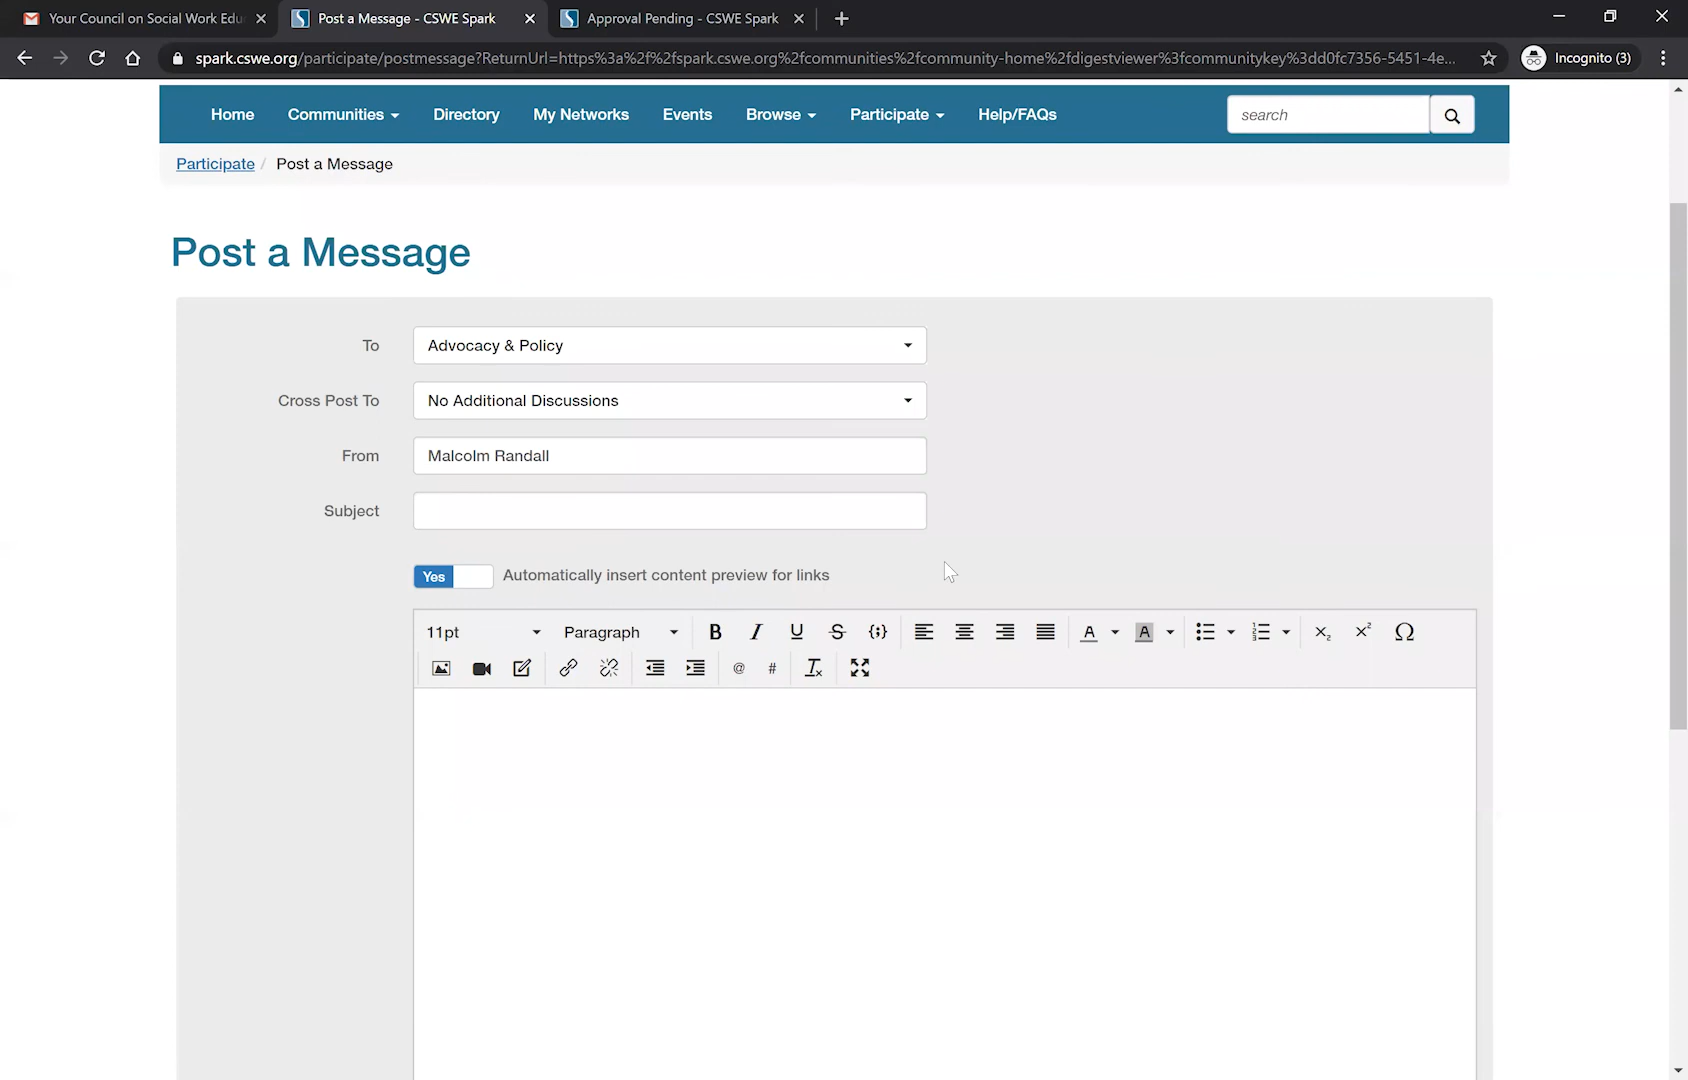 Your Council on Social Work Edu
Post a Message - CSWE Spark
Approval Pending - CSWE Spark
spark.cswe.org/participate/postmessage?ReturnUrl=https%3a%2f%2fspark.cswe.org%2fcommunities%2fcommunity-home%2fdigestviewer%3fcommunitykey%3dd0fc7356-5451-4e...
Incognito (3)
Home Communities Directory My Networks Events Browse Participate Help/FAQs search
Participate / Post a Message
Post a Message
To Advocacy & Policy
Cross Post To No Additional Discussions
From Malcolm Randall
Subject
Yes Automatically insert content preview for links
11pt Paragraph B I U S {;} A A X₂ X² Ω
@ # Tx